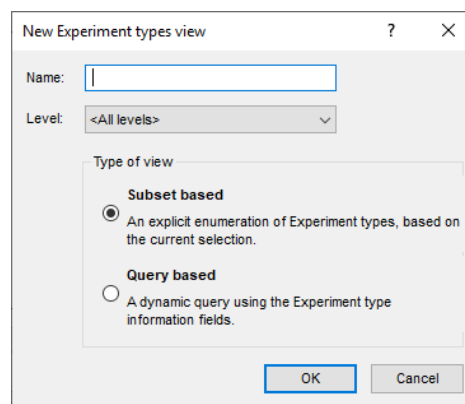 New Experiment types view
Name:
Level: <All levels>
Type of view
Subset based
An explicit enumeration of Experiment types, based on
the current selection.
Query based
A dynamic query using the Experiment type
information fields.
OK Cancel